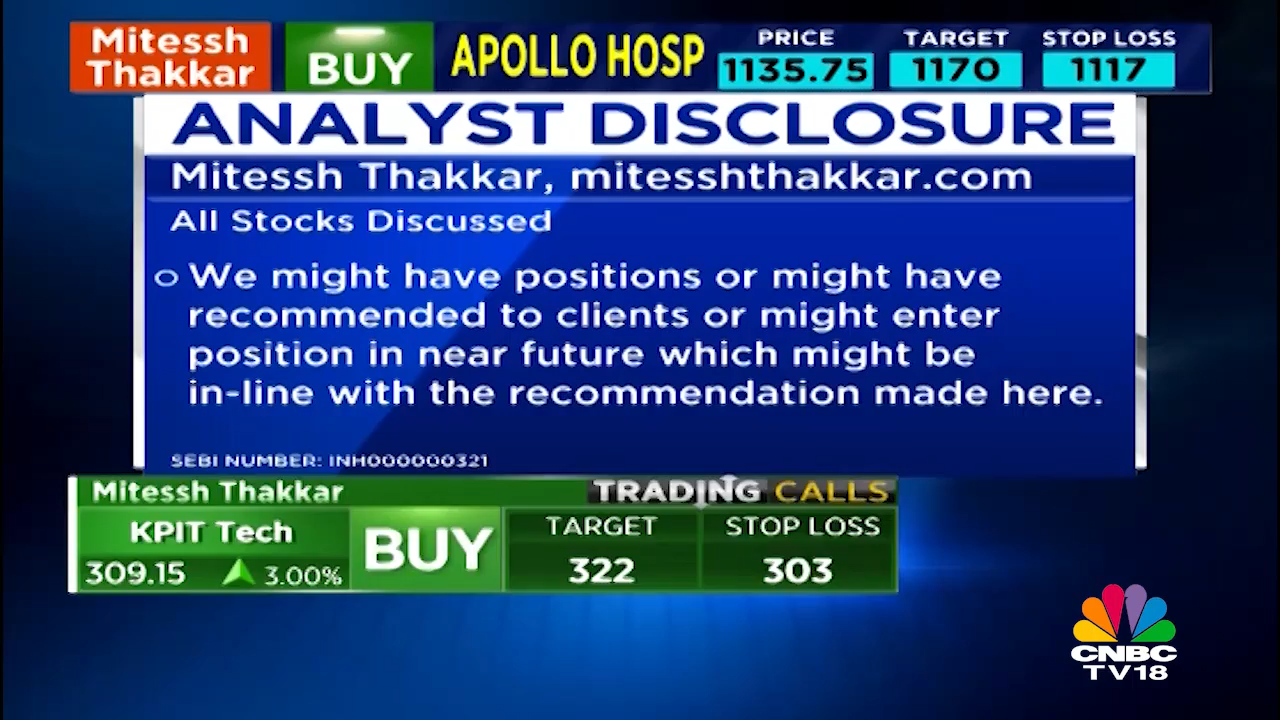 Mitessh
Thakkar
BUY
APOLLO HOSP
PRICE
1135.75
TARGET
1170
STOP LOSS
1117
ANALYST DISCLOSURE
Mitessh Thakkar, mitesshthakkar.com
All Stocks Discussed
We might have positions or might have
recommended to clients or might enter
position in near future which might be
in-line with the recommendation made here.
SEBI NUMBER: INH000000321
Mitessh Thakkar
TRADING CALLS
KPIT Tech
309.15 3.00%
BUY
TARGET
322
STOP LOSS
303
CNBC
TV18